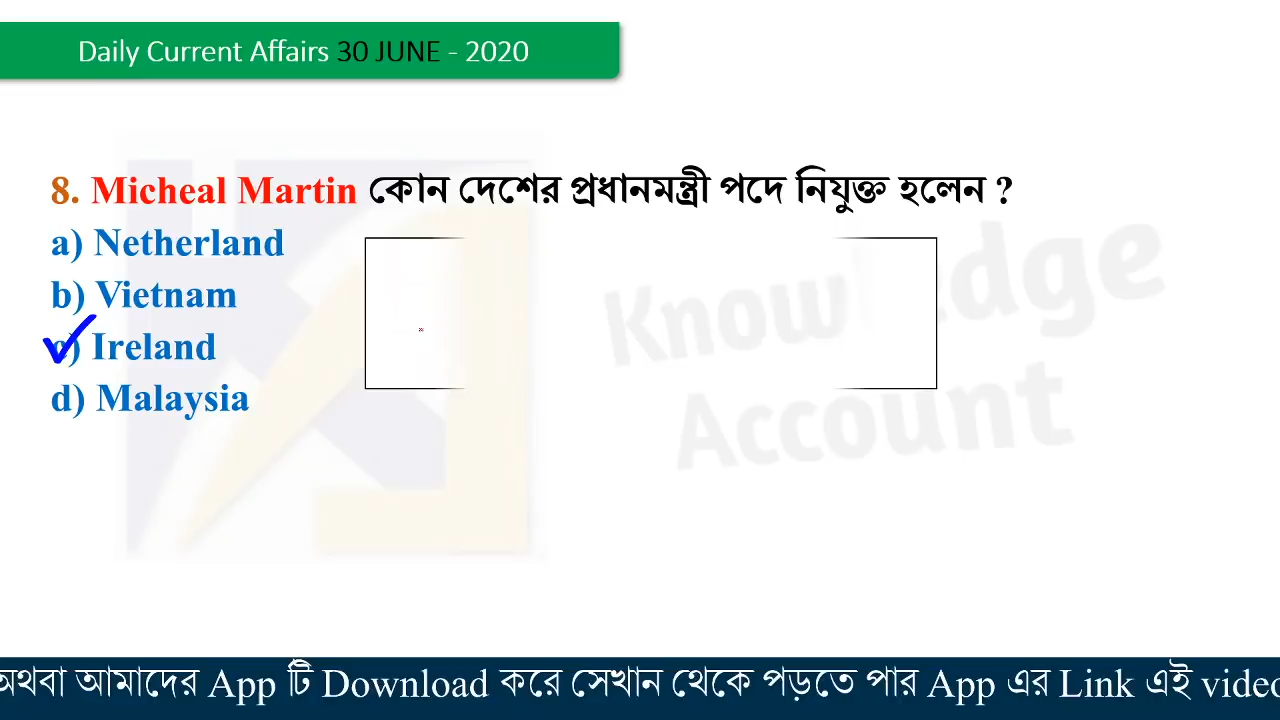 Daily Current Affairs 30 JUNE - 2020
8. Micheal Martin কোন দেশের প্রধানমন্ত্রী পদে নিযুক্ত হলেন ?
a) Netherland
b) Vietnam
c) Ireland
d) Malaysia
Knowledge
Account
অথবা আমাদের App টি Download করে সেখান থেকে পড়তে পার App এর Link এই video